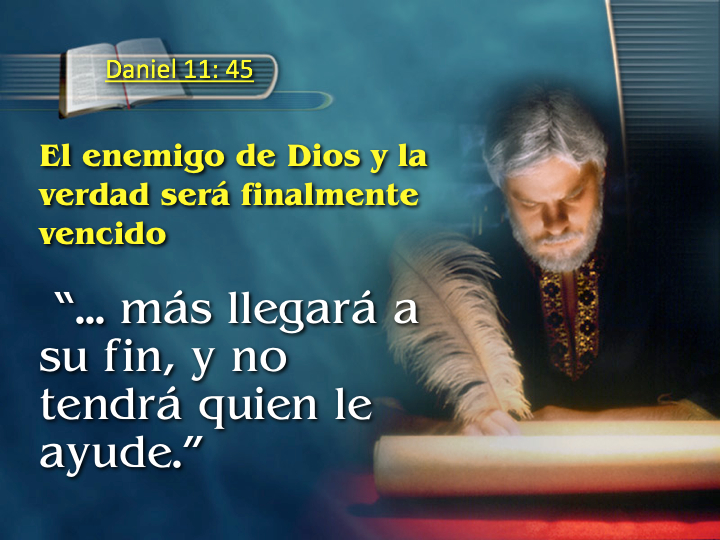 Daniel 11: 45
El enemigo de Dios y la
verdad será finalmente
vencido
“... más llegará a
su fin, y no
tendrá quien le
ayude.”